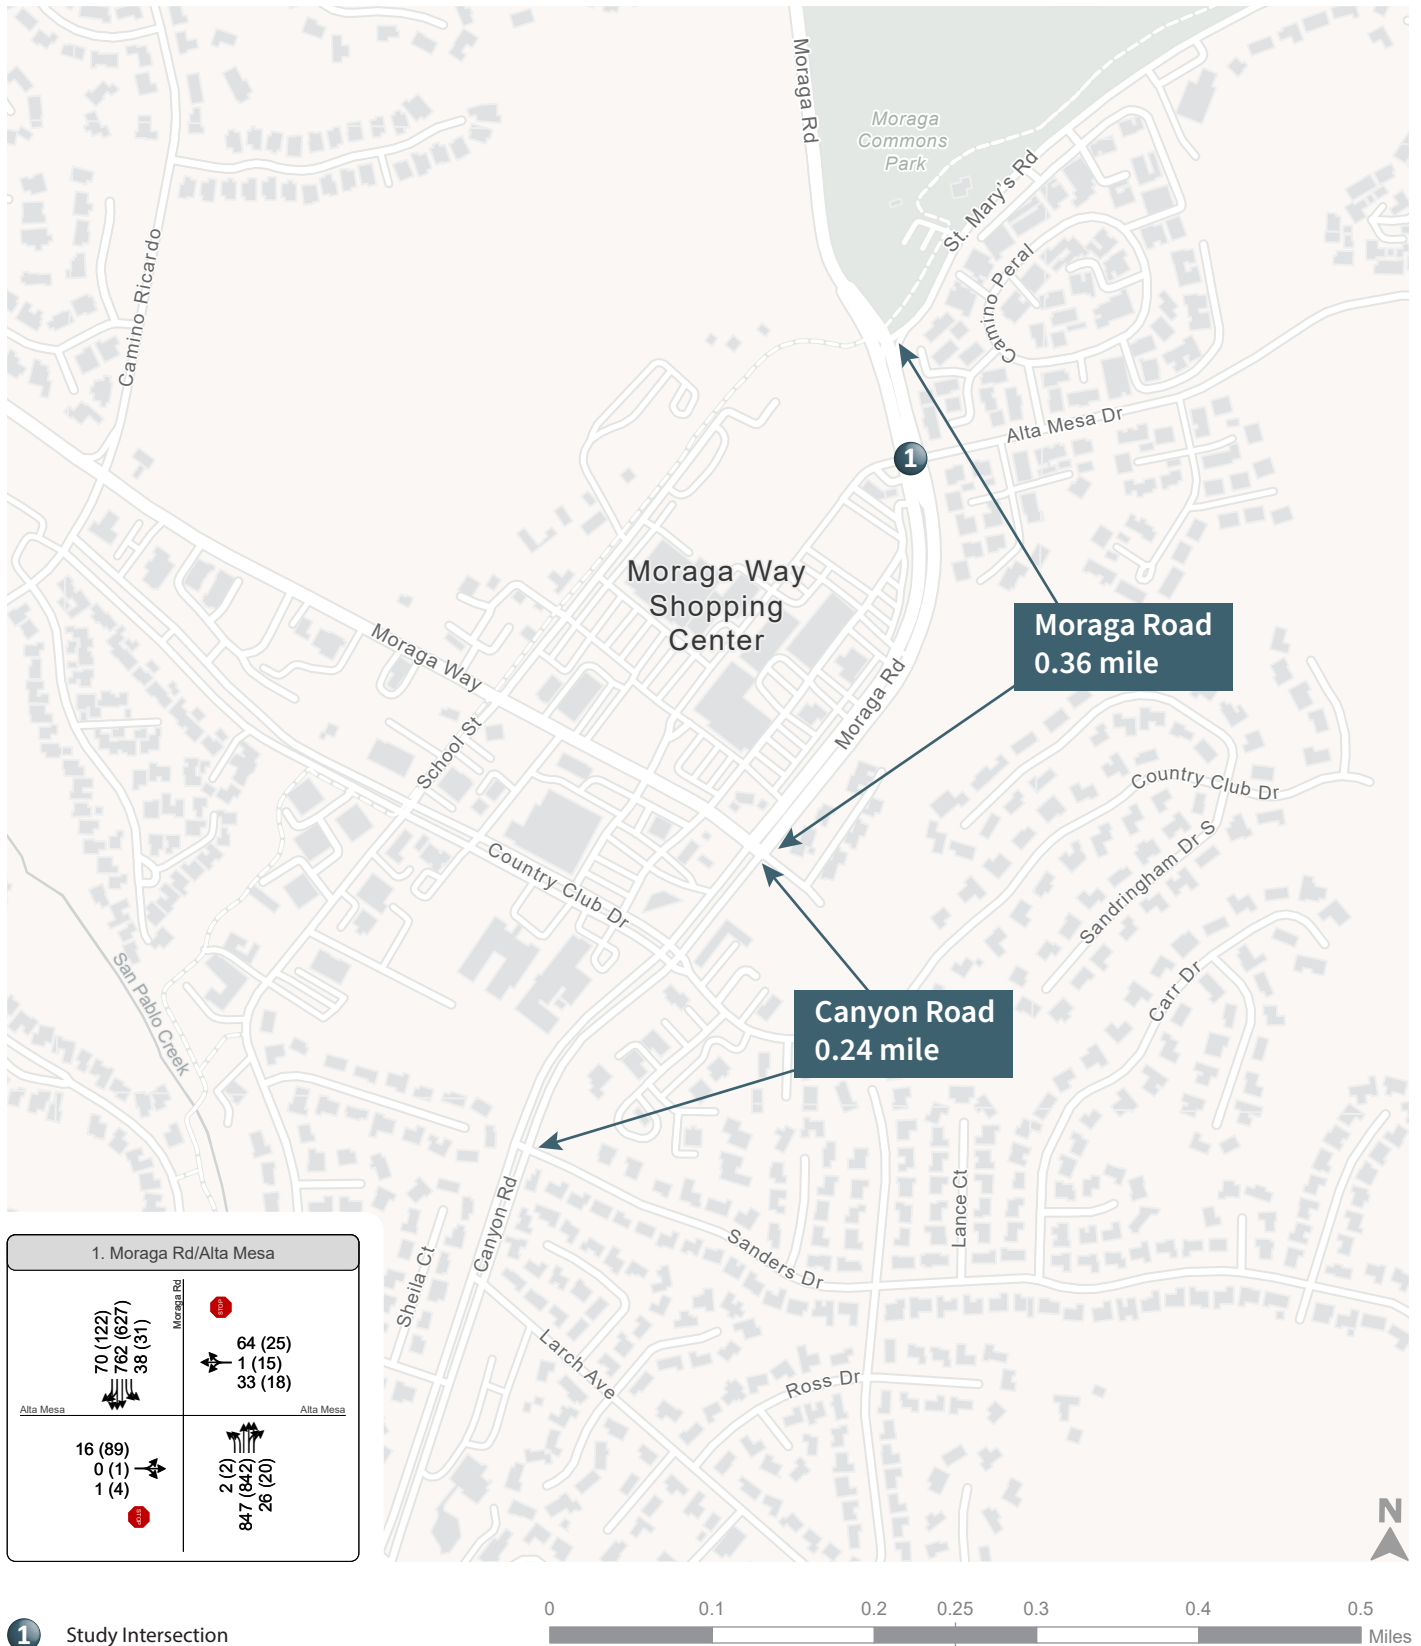 Moraga Rd
Moraga
Commons
Park
St. Mary's Rd
Camino Peral
Camino Ricardo
Alta Mesa Dr
1
Moraga Way
Shopping
Center
Moraga Road
0.36 mile
Moraga Way
School St
Moraga Rd
Country Club Dr
Sandringham Dr S
Country Club Dr
Carr Dr
San Pablo Creek
Canyon Road
0.24 mile
Canyon Rd
Sheila Ct
Sanders Dr
Lance Ct
Larch Ave
Ross Dr
1. Moraga Rd/Alta Mesa
Moraga Rd
70 (122)
762 (627)
38 (31)
STOP
64 (25)
1 (15)
33 (18)
Alta Mesa
Alta Mesa
16 (89)
0 (1)
1 (4)
STOP
2 (2)
847 (842)
26 (20)
N
1 Study Intersection
0 0.1 0.2 0.25 0.3 0.4 0.5
Miles